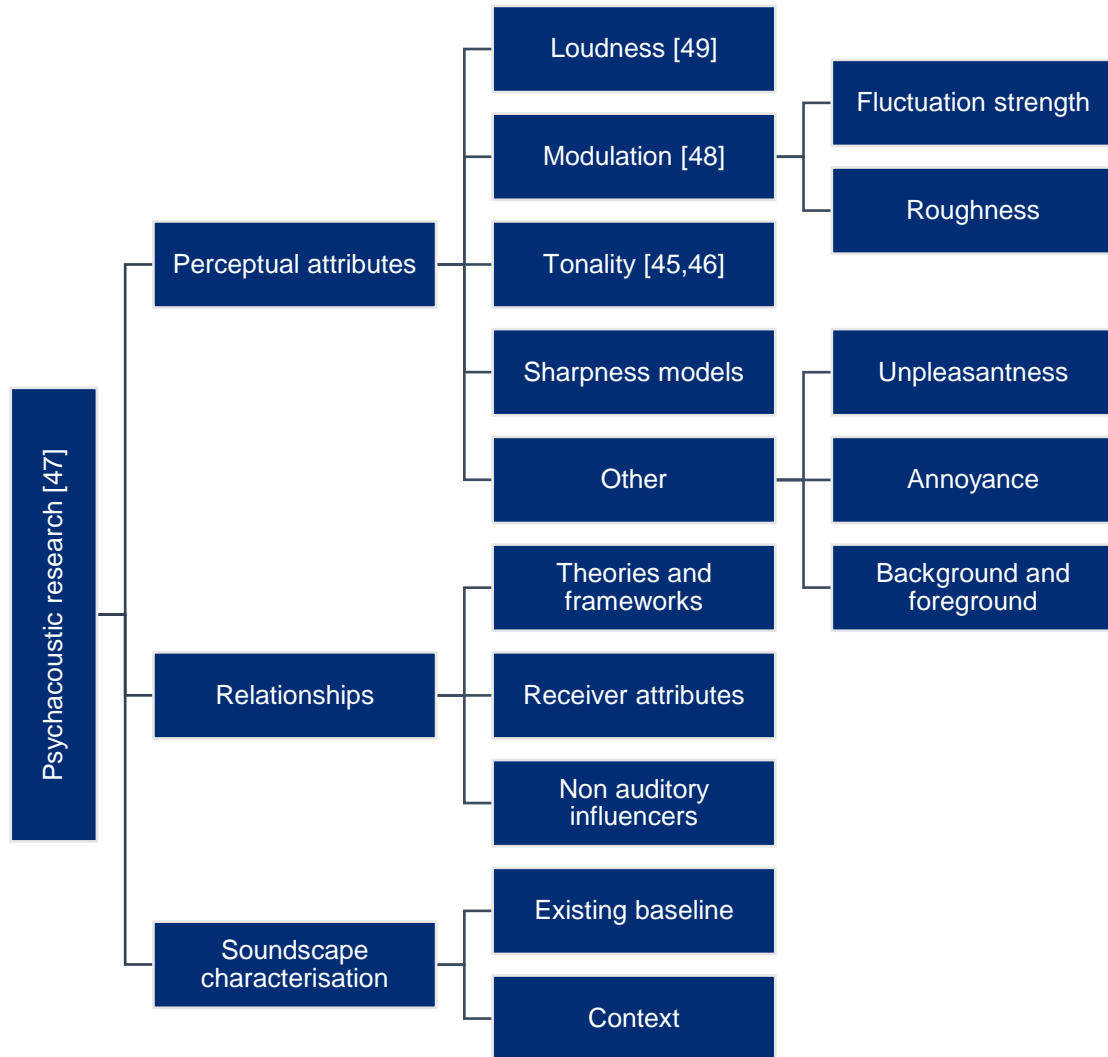 Psychacoustic research [47]
Perceptual attributes
Loudness [49]
Modulation [48]
Fluctuation strength
Roughness
Tonality [45,46]
Sharpness models
Other
Unpleasantness
Annoyance
Background and
foreground
Relationships
Theories and
frameworks
Receiver attributes
Non auditory
influencers
Soundscape
characterisation
Existing baseline
Context